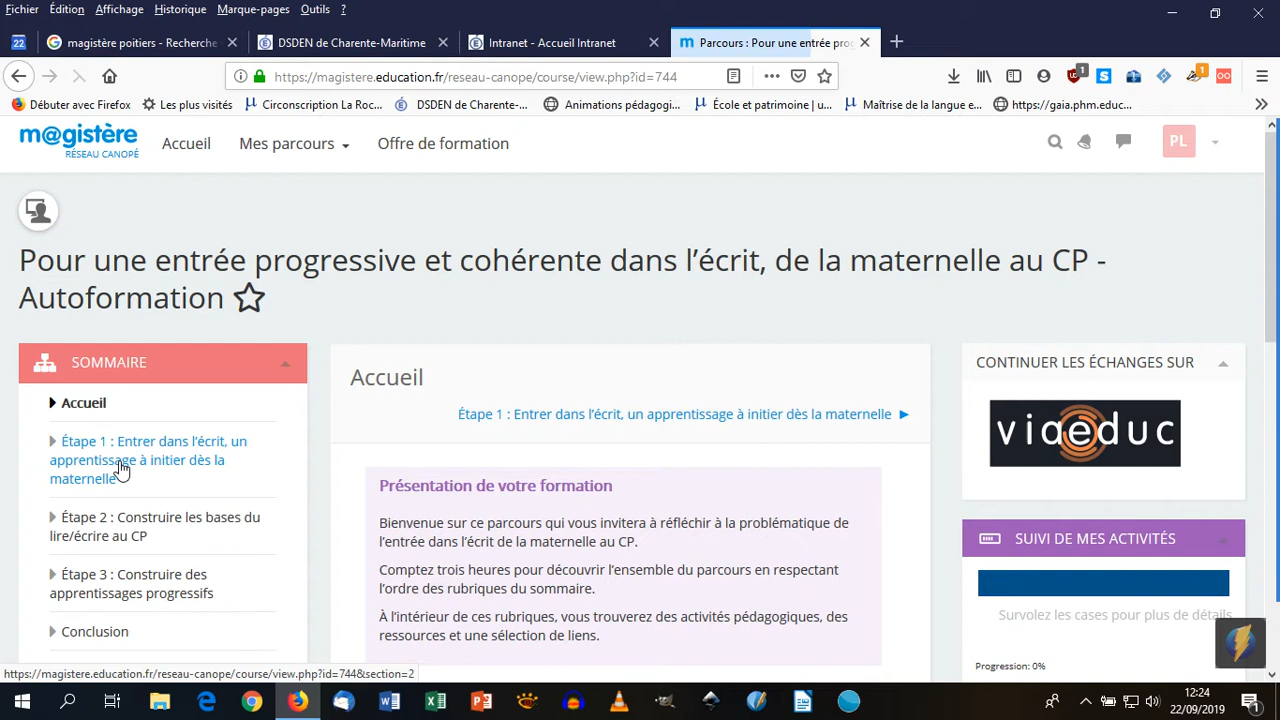 Fichier Édition Affichage Historique Marque-pages Outils ?
22 magistère poitiers - Recherche DSDEN de Charente-Maritime Intranet - Accueil Intranet Parcours : Pour une entrée prog
https://magistere.education.fr/reseau-canope/course/view.php?id=744
Débuter avec Firefox Les plus visités Circonscription La Roc... DSDEN de Charente-... Animations pédagogi... École et patrimoine | u... Maîtrise de la langue e... https://gaia.phm.educ...
m@gistère
RÉSEAU CANOPÉ
Accueil Mes parcours Offre de formation PL
Pour une entrée progressive et cohérente dans l’écrit, de la maternelle au CP -
Autoformation
SOMMAIRE
Accueil
Étape 1 : Entrer dans l’écrit, un
apprentissage à initier dès la
maternelle
Étape 2 : Construire les bases du
lire/écrire au CP
Étape 3 : Construire des
apprentissages progressifs
Conclusion
Accueil
Étape 1 : Entrer dans l’écrit, un apprentissage à initier dès la maternelle
Présentation de votre formation
Bienvenue sur ce parcours qui vous invitera à réfléchir à la problématique de
l’entrée dans l’écrit de la maternelle au CP.
Comptez trois heures pour découvrir l’ensemble du parcours en respectant
l’ordre des rubriques du sommaire.
À l’intérieur de ces rubriques, vous trouverez des activités pédagogiques, des
ressources et une sélection de liens.
CONTINUER LES ÉCHANGES SUR
viaeduc
SUIVI DE MES ACTIVITÉS
Survolez les cases pour plus de détails
Progression: 0%
https://magistere.education.fr/reseau-canope/course/view.php?id=744&section=2
12:24
22/09/2019